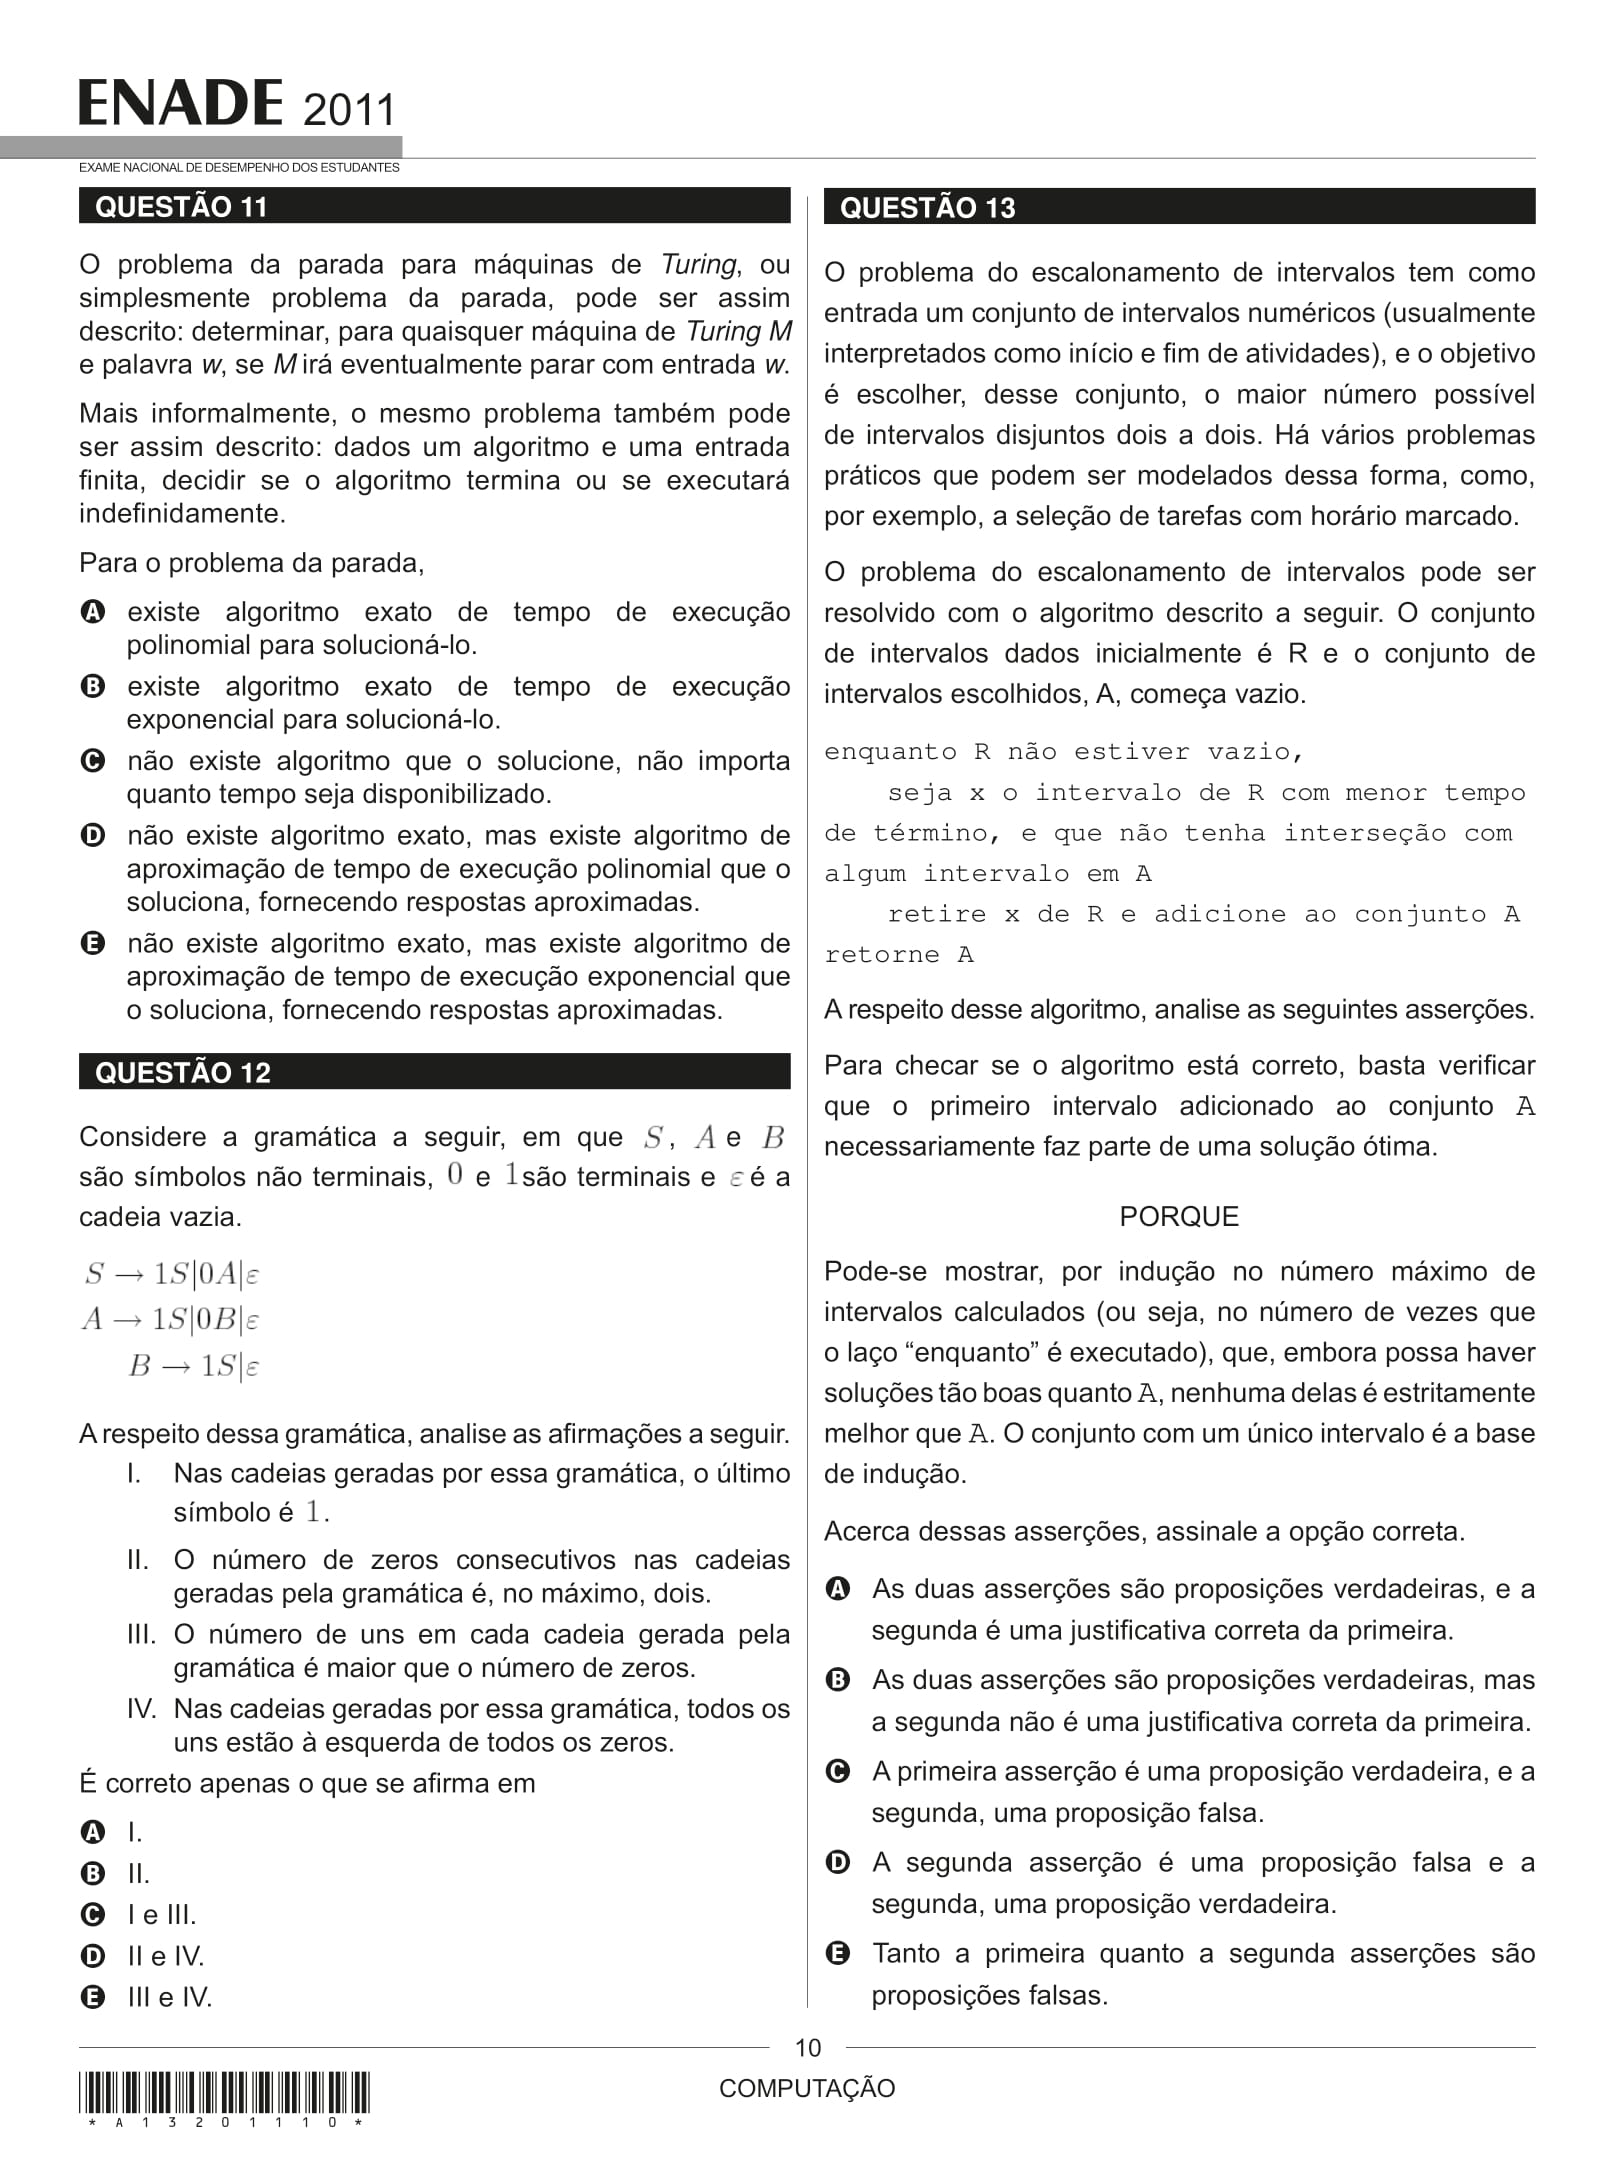 ENADE 2011
EXAME NACIONAL DE DESEMPENHO DOS ESTUDANTES
QUESTÃO 11
O problema da parada para máquinas de Turing, ou
simplesmente problema da parada, pode ser assim
descrito: determinar, para quaisquer máquina de Turing M
e palavra w, se M irá eventualmente parar com entrada w.
Mais informalmente, o mesmo problema também pode
ser assim descrito: dados um algoritmo e uma entrada
finita, decidir se o algoritmo termina ou se executará
indefinidamente.
Para o problema da parada,
A existe algoritmo exato de tempo de execução
polinomial para solucioná-lo.
B existe algoritmo exato de tempo de execução
exponencial para solucioná-lo.
C não existe algoritmo que o solucione, não importa
quanto tempo seja disponibilizado.
D não existe algoritmo exato, mas existe algoritmo de
aproximação de tempo de execução polinomial que o
soluciona, fornecendo respostas aproximadas.
E não existe algoritmo exato, mas existe algoritmo de
aproximação de tempo de execução exponencial que
o soluciona, fornecendo respostas aproximadas.
QUESTÃO 12
Considere a gramática a seguir, em que S, A e B
são símbolos não terminais, 0 e 1 são terminais e ε é a
cadeia vazia.
S → 1S|0A|ε
A → 1S|0B|ε
B → 1S|ε
A respeito dessa gramática, analise as afirmações a seguir.
I. Nas cadeias geradas por essa gramática, o último
símbolo é 1.
II. O número de zeros consecutivos nas cadeias
geradas pela gramática é, no máximo, dois.
III. O número de uns em cada cadeia gerada pela
gramática é maior que o número de zeros.
IV. Nas cadeias geradas por essa gramática, todos os
uns estão à esquerda de todos os zeros.
É correto apenas o que se afirma em
A I.
B II.
C I e III.
D II e IV.
E III e IV.
QUESTÃO 13
O problema do escalonamento de intervalos tem como
entrada um conjunto de intervalos numéricos (usualmente
interpretados como início e fim de atividades), e o objetivo
é escolher, desse conjunto, o maior número possível
de intervalos disjuntos dois a dois. Há vários problemas
práticos que podem ser modelados dessa forma, como,
por exemplo, a seleção de tarefas com horário marcado.
O problema do escalonamento de intervalos pode ser
resolvido com o algoritmo descrito a seguir. O conjunto
de intervalos dados inicialmente é R e o conjunto de
intervalos escolhidos, A, começa vazio.
enquanto R não estiver vazio,
seja x o intervalo de R com menor tempo
de término, e que não tenha interseção com
algum intervalo em A
retire x de R e adicione ao conjunto A
retorne A
A respeito desse algoritmo, analise as seguintes asserções.
Para checar se o algoritmo está correto, basta verificar
que o primeiro intervalo adicionado ao conjunto A
necessariamente faz parte de uma solução ótima.
PORQUE
Pode-se mostrar, por indução no número máximo de
intervalos calculados (ou seja, no número de vezes que
o laço “enquanto” é executado), que, embora possa haver
soluções tão boas quanto A, nenhuma delas é estritamente
melhor que A. O conjunto com um único intervalo é a base
de indução.
Acerca dessas asserções, assinale a opção correta.
A As duas asserções são proposições verdadeiras, e a
segunda é uma justificativa correta da primeira.
B As duas asserções são proposições verdadeiras, mas
a segunda não é uma justificativa correta da primeira.
C A primeira asserção é uma proposição verdadeira, e a
segunda, uma proposição falsa.
D A segunda asserção é uma proposição falsa e a
segunda, uma proposição verdadeira.
E Tanto a primeira quanto a segunda asserções são
proposições falsas.
10
COMPUTAÇÃO
* A 1 3 2 0 1 1 1 0 *